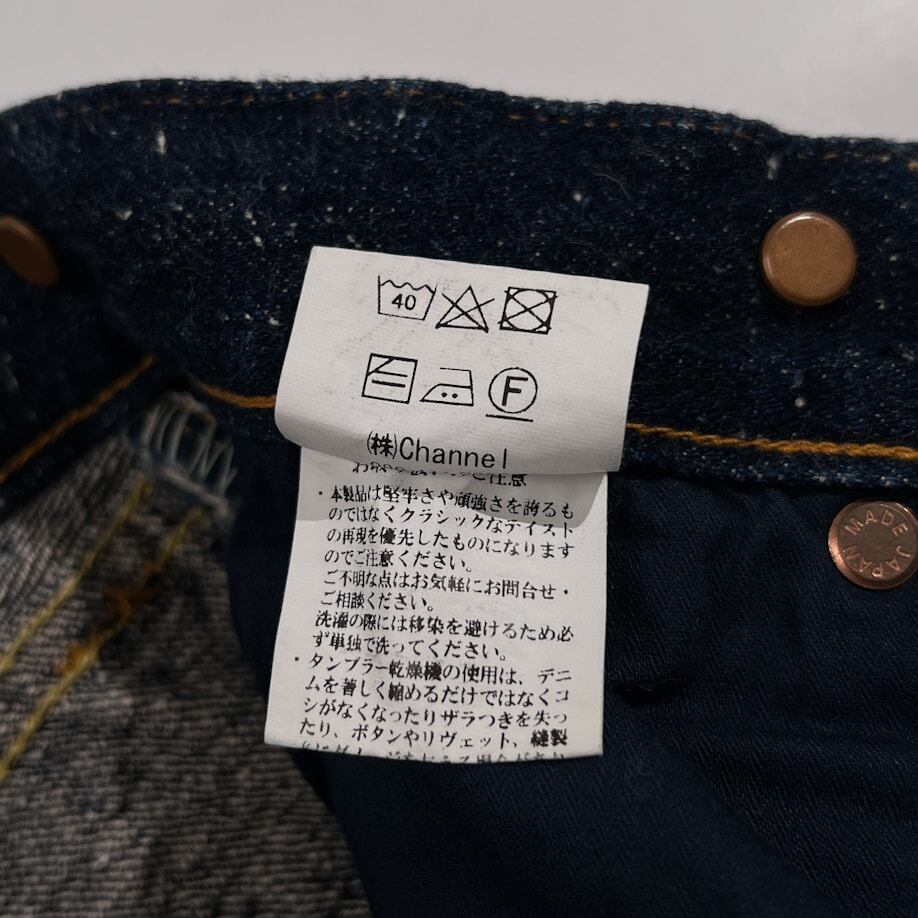 40
F
㈱Channel
・本製品は堅牢さや頑強さを誇るも
のではなくクラシックなテイスト
の再現を優先したものになります
のでご注意ください。
ご不明な点はお気軽にお問合せ・
ご相談ください。
洗濯の際には移染を避けるため必
ず単独で洗ってください。
・タンブラー乾燥機の使用は、デニ
ムを著しく縮めるだけではなくコ
シがなくなったりザラつきを失っ
たり、ボタンやリヴェット、縫製
MADE
JAPAN